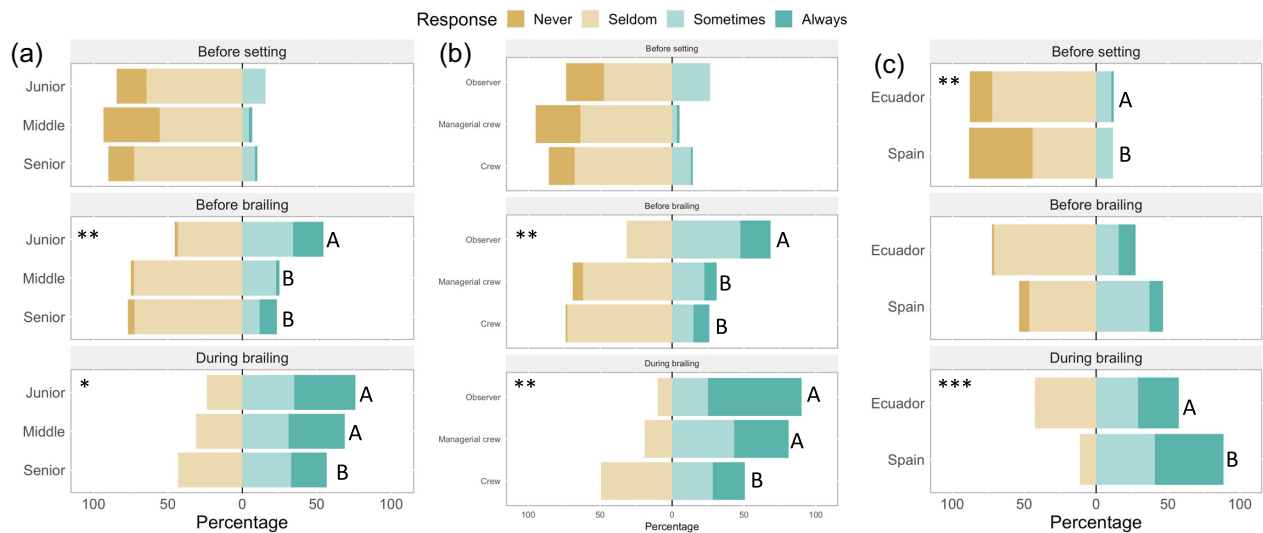 Response Never Seldom Sometimes Always
(a)
Before setting
Junior
Middle
Senior
Before brailing
**
Junior A
Middle B
Senior B
During brailing
*
Junior A
Middle A
Senior B
100 50 0 50 100
Percentage
(b)
Before setting
Observer
Managerial crew
Crew
Before brailing
**
Observer A
Managerial crew B
Crew B
During brailing
**
Observer A
Managerial crew A
Crew B
100 50 0 50 100
Percentage
(c)
Before setting
**
Ecuador A
Spain B
Before brailing
Ecuador
Spain
During brailing
***
Ecuador A
Spain B
100 50 0 50 100
Percentage